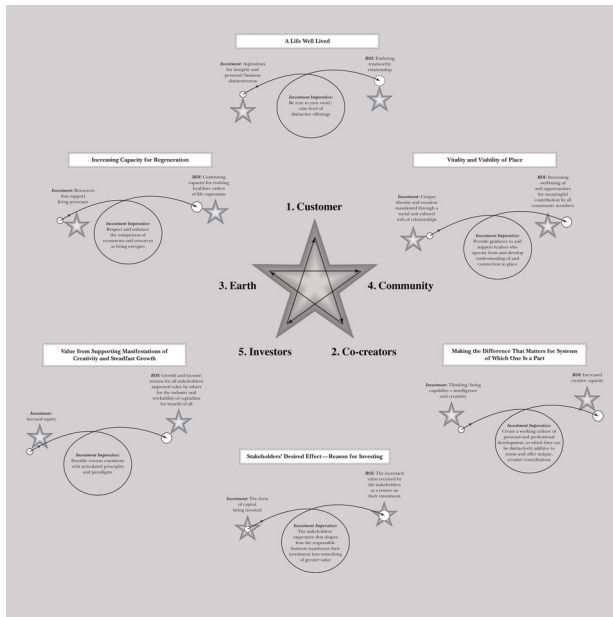 A Life Well Lived
Investment: Aspirations
for integrity and
personal/business
distinctiveness
ROI: Enduring
trustworthy
relationship
Investment Imperative:
Be true to your word;
raise level of
distinctive offerings
Increasing Capacity for Regeneration
Investment: Resources
that support
living processes
ROI: Continuing
capacity for evolving
healthier orders
of life expression
Investment Imperative:
Respect and enhance
the uniqueness of
ecosystems and resources
as living energies
Vitality and Viability of Place
Investment: Unique
identity and vocation
manifested through a
social and cultural
web of relationships
ROI: Increasing
well-being of
and opportunities
for meaningful
contribution by all
community members
Investment Imperative:
Provide guidance to and
support leaders who
operate from and develop
understanding of and
connection to place
1. Customer
3. Earth
4. Community
5. Investors
2. Co-creators
Value from Supporting Manifestations of
Creativity and Steadfast Growth
Investment:
Accrued equity
ROI: Growth and income;
returns for all stakeholders;
improved value by others
for the industry and
workability of capitalism
for benefit of all
Investment Imperative:
Durable returns consistent
with articulated principles
and paradigms
Making the Difference That Matters for Systems
of Which One Is a Part
Investment: Thinking/being
capability—intelligence
and creativity
ROI: Increased
creative capacity
Investment Imperative:
Create a working culture of
personal and professional
development, in which they can
be distinctively addition to
teams and offer unique,
creative contributions
Stakeholders' Desired Effect—Reason for Investing
Investment: The form
of capital
being invested
ROI: The increased
value received by
the stakeholders
as a return on
their investment
Investment Imperative:
The stakeholders'
imperative that shapes
how the responsible
business transforms their
investment into something
of greater value